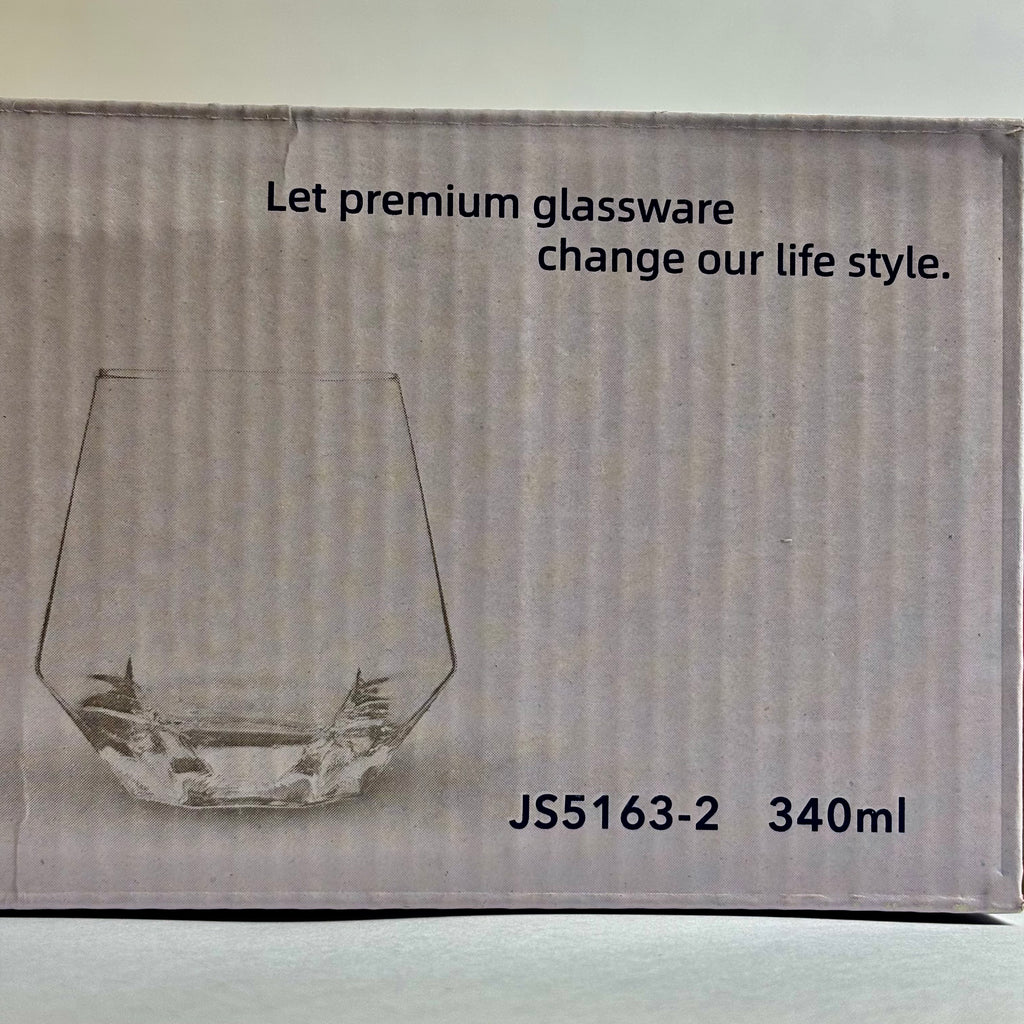 Let premium glassware
change our life style.
JS5163-2 340ml